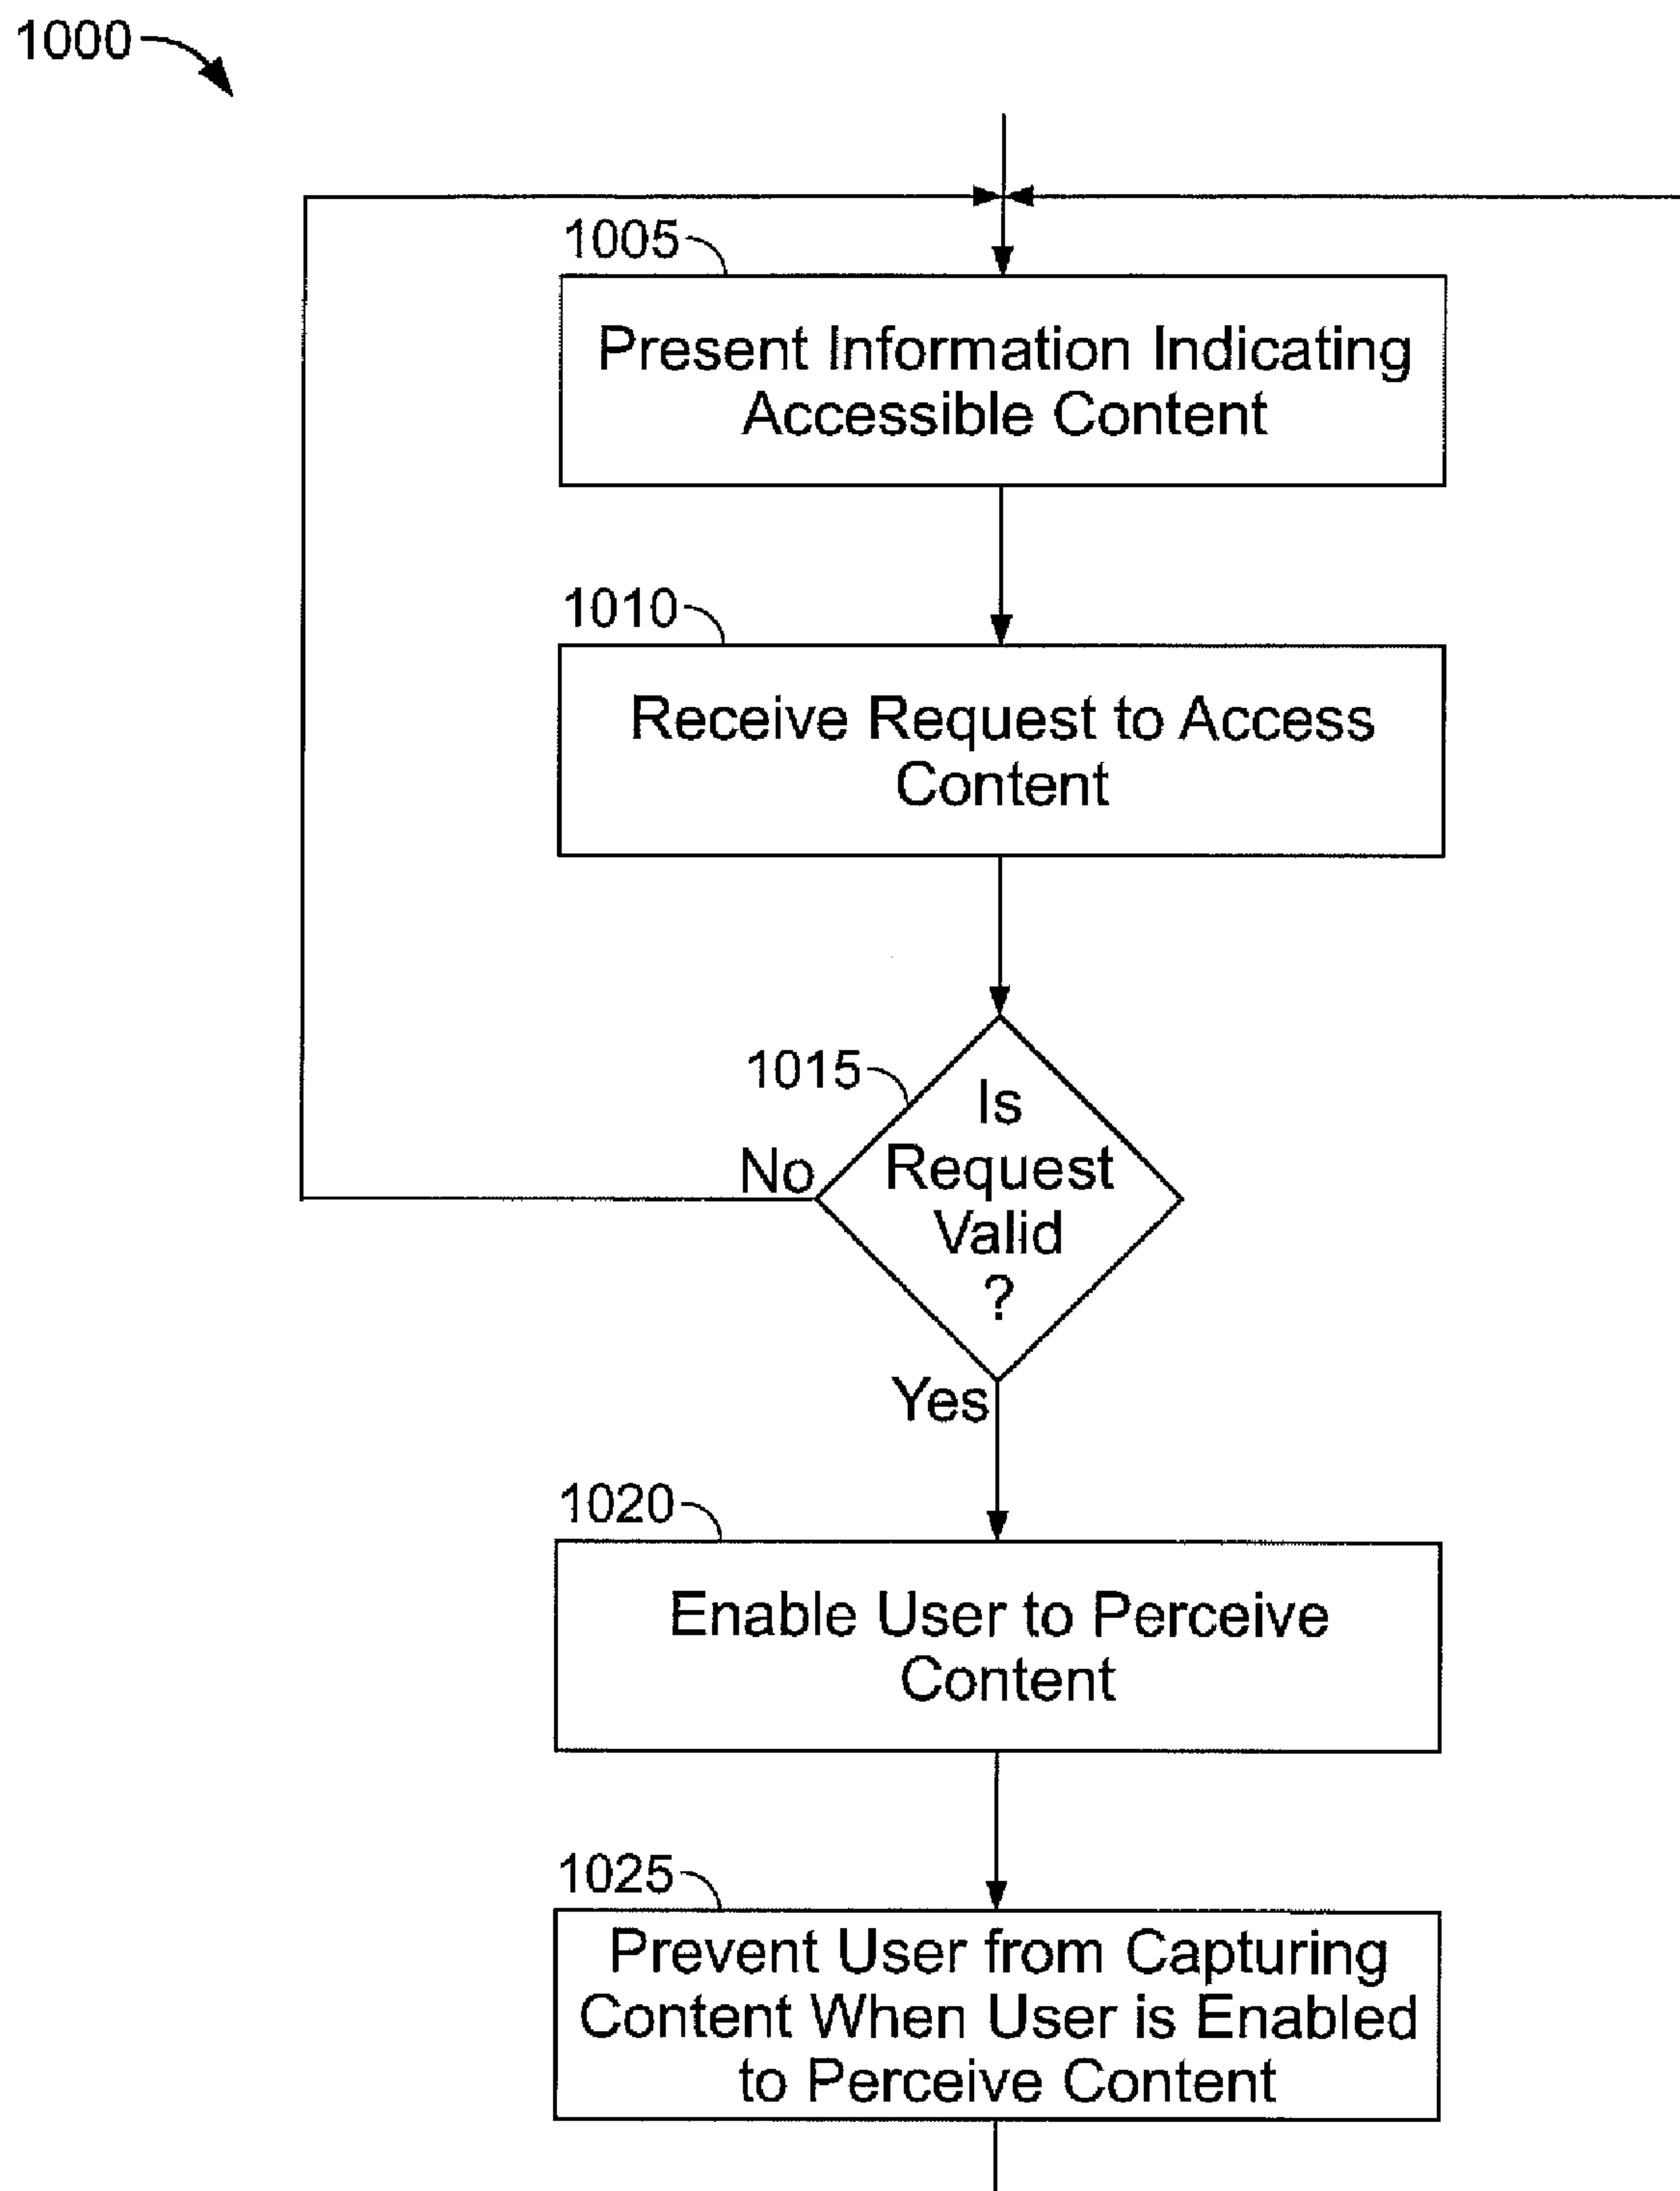 1000
1005
Present Information Indicating
Accessible Content
1010
Receive Request to Access
Content
1015
Is
Request
Valid
?
No
Yes
1020
Enable User to Perceive
Content
1025
Prevent User from Capturing
Content When User is Enabled
to Perceive Content